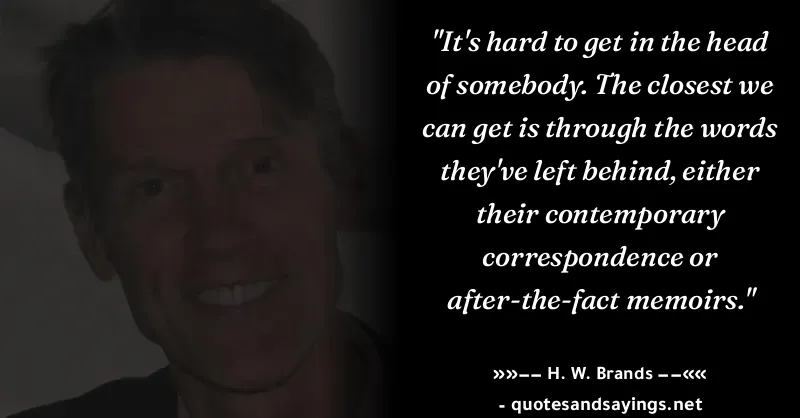 "It's hard to get in the head
of somebody. The closest we
can get is through the words
they've left behind, either
their contemporary
correspondence or
after-the-fact memoirs."
»»−− H. W. Brands −−««
- quotesandsayings.net